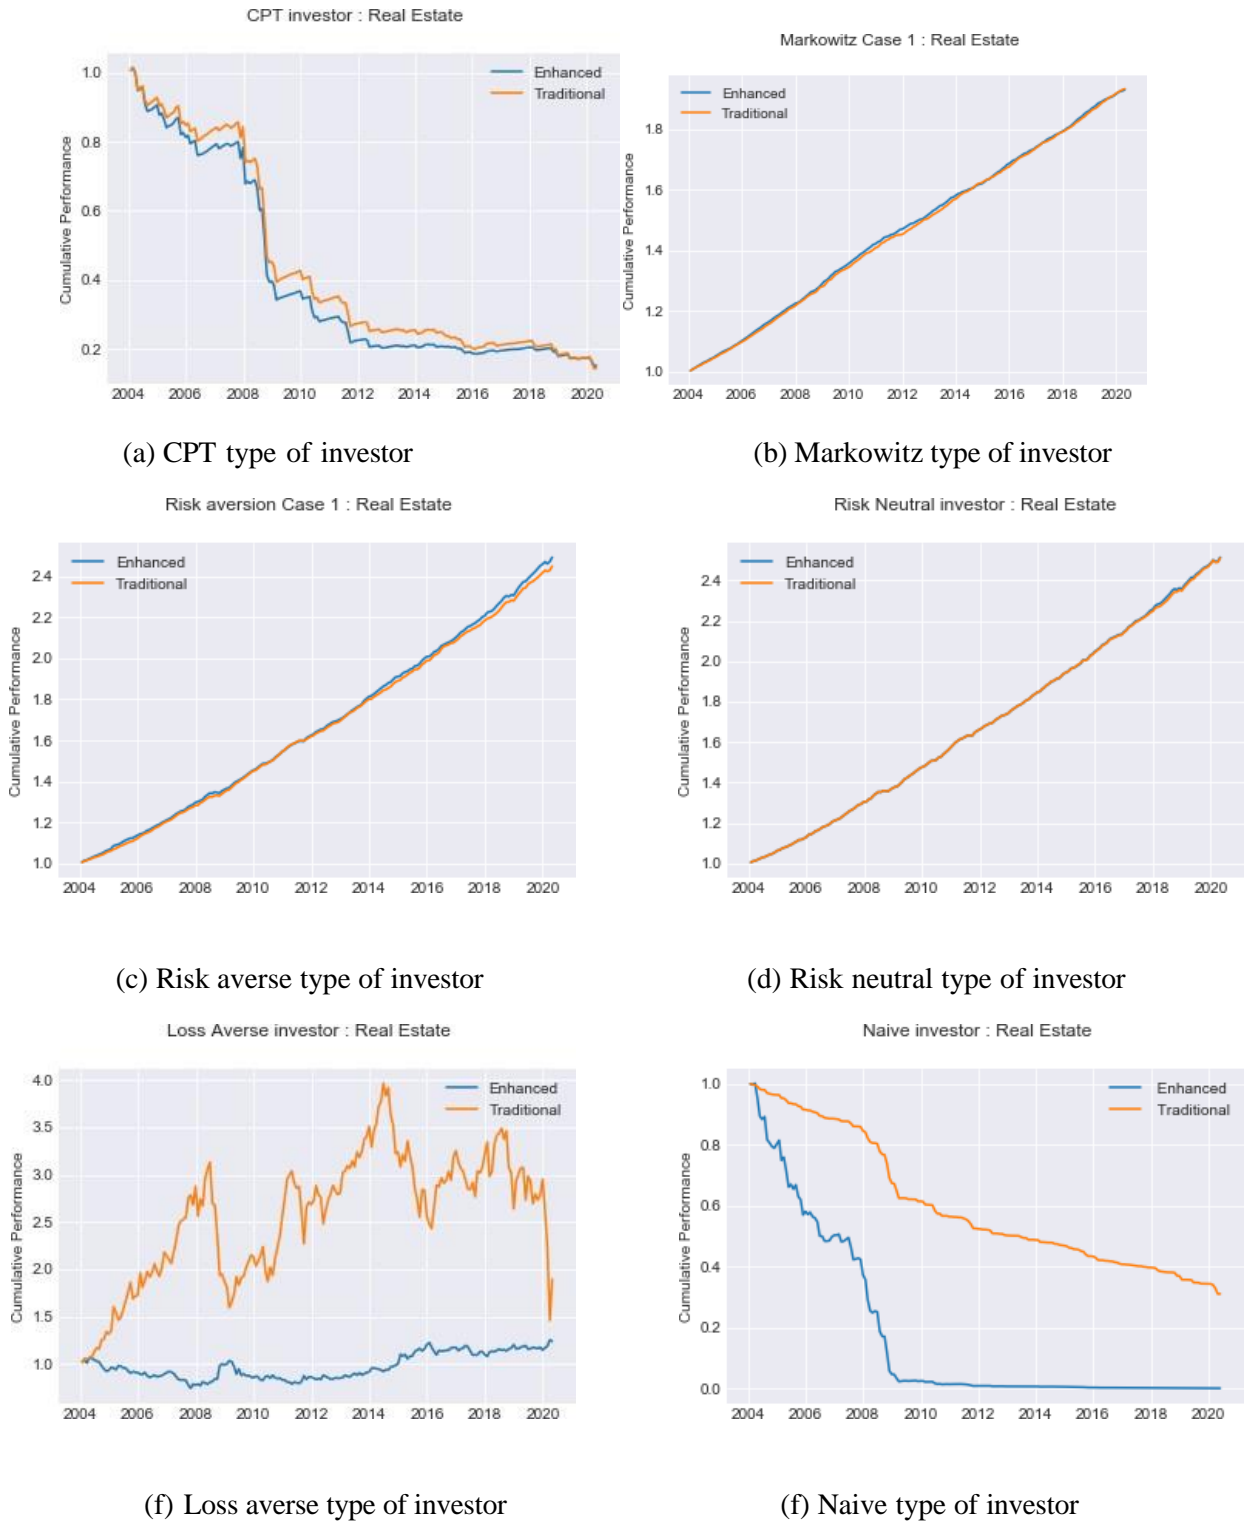 CPT investor : Real Estate
Cumulative Performance
1.0
0.8
0.6
0.4
0.2
Enhanced
Traditional
2004 2006 2008 2010 2012 2014 2016 2018 2020
(a) CPT type of investor
Markowitz Case 1 : Real Estate
Cumulative Performance
1.8
1.6
1.4
1.2
1.0
Enhanced
Traditional
2004 2006 2008 2010 2012 2014 2016 2018 2020
(b) Markowitz type of investor
Risk aversion Case 1 : Real Estate
Cumulative Performance
2.4
2.2
2.0
1.8
1.6
1.4
1.2
1.0
Enhanced
Traditional
2004 2006 2008 2010 2012 2014 2016 2018 2020
(c) Risk averse type of investor
Risk Neutral investor : Real Estate
Cumulative Performance
2.4
2.2
2.0
1.8
1.6
1.4
1.2
1.0
Enhanced
Traditional
2004 2006 2008 2010 2012 2014 2016 2018 2020
(d) Risk neutral type of investor
Loss Averse investor : Real Estate
Cumulative Performance
4.0
3.5
3.0
2.5
2.0
1.5
1.0
Enhanced
Traditional
2004 2006 2008 2010 2012 2014 2016 2018 2020
(f) Loss averse type of investor
Naive investor : Real Estate
Cumulative Performance
1.0
0.8
0.6
0.4
0.2
0.0
Enhanced
Traditional
2004 2006 2008 2010 2012 2014 2016 2018 2020
(f) Naive type of investor